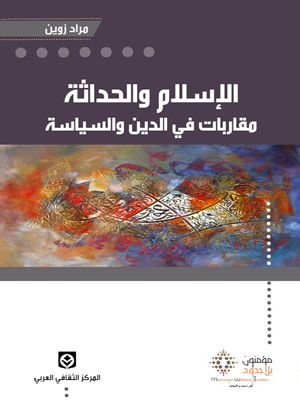 مراد زوين
الإسلام والحداثة
مقاربات في الدين والسياسة
المركز الثقافي العربي
مؤمنون
بلا حدود